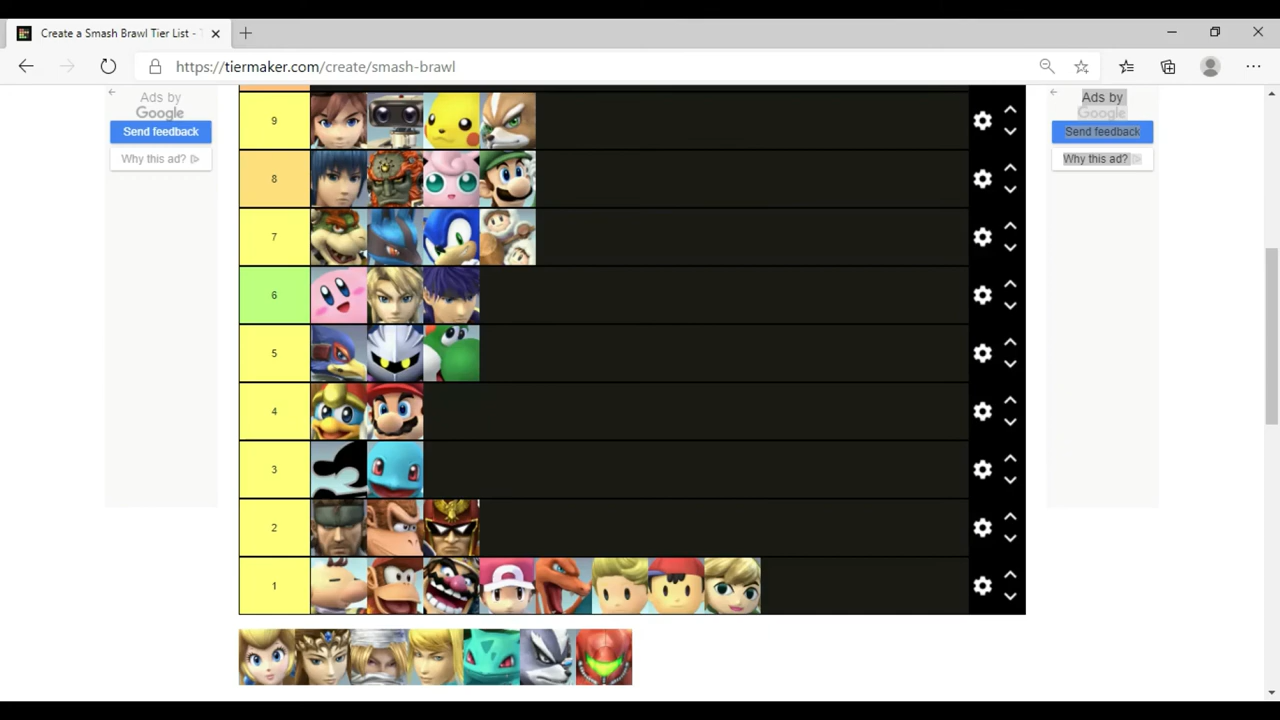 Create a Smash Brawl Tier List -
https://tiermaker.com/create/smash-brawl
Ads by
Google
Send feedback
Why this ad?
Ads by
Google
Send feedback
Why this ad?
9
8
7
6
5
4
3
2
1